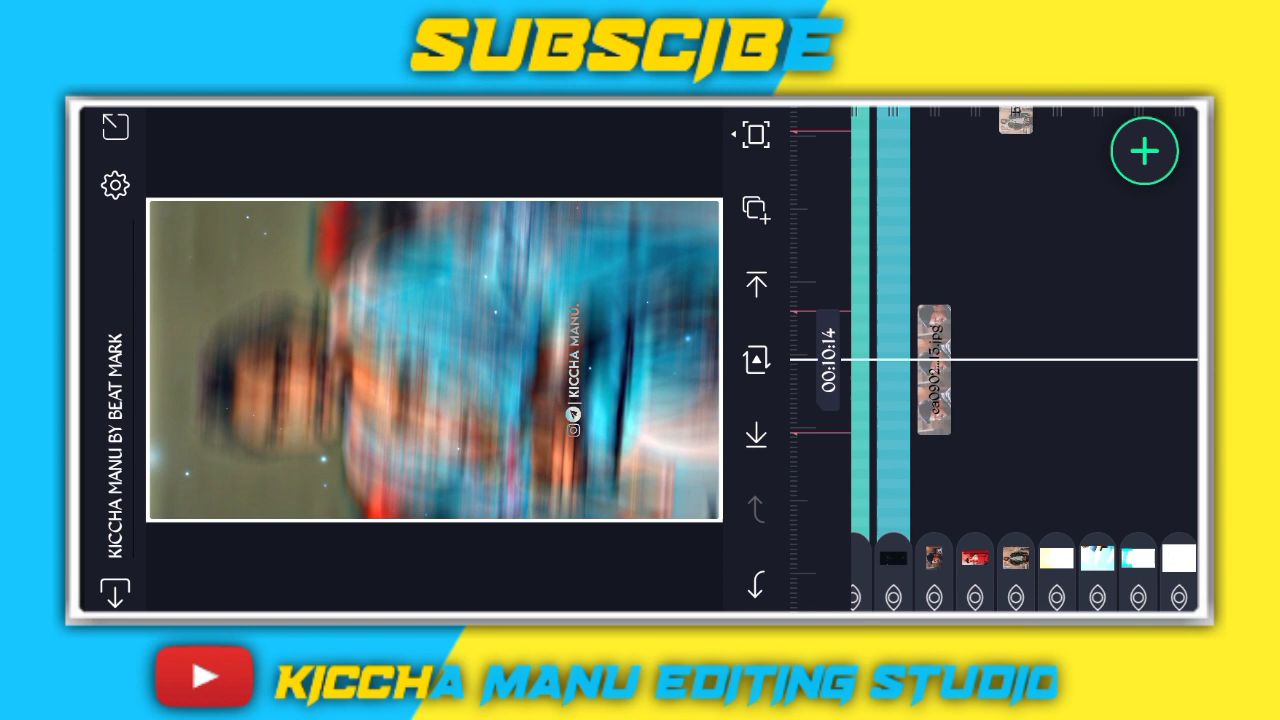 SUBSCIBE
KICCHA MANU BY BEAT MARK
| KICCHA MANU.
00:10:14
KICCHA MANU EDITING STUDIO